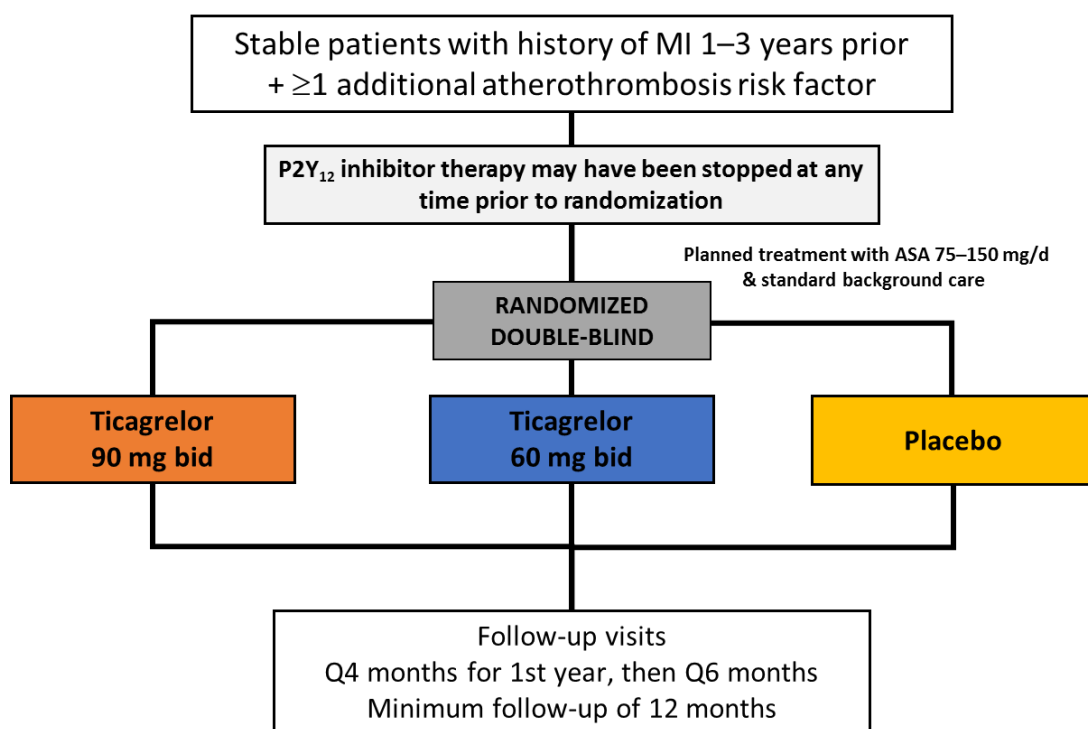 Stable patients with history of MI 1–3 years prior
+ ≥1 additional atherothrombosis risk factor
P2Y₁₂ inhibitor therapy may have been stopped at any
time prior to randomization
Planned treatment with ASA 75–150 mg/d
& standard background care
RANDOMIZED
DOUBLE-BLIND
Ticagrelor
90 mg bid
Ticagrelor
60 mg bid
Placebo
Follow-up visits
Q4 months for 1st year, then Q6 months
Minimum follow-up of 12 months